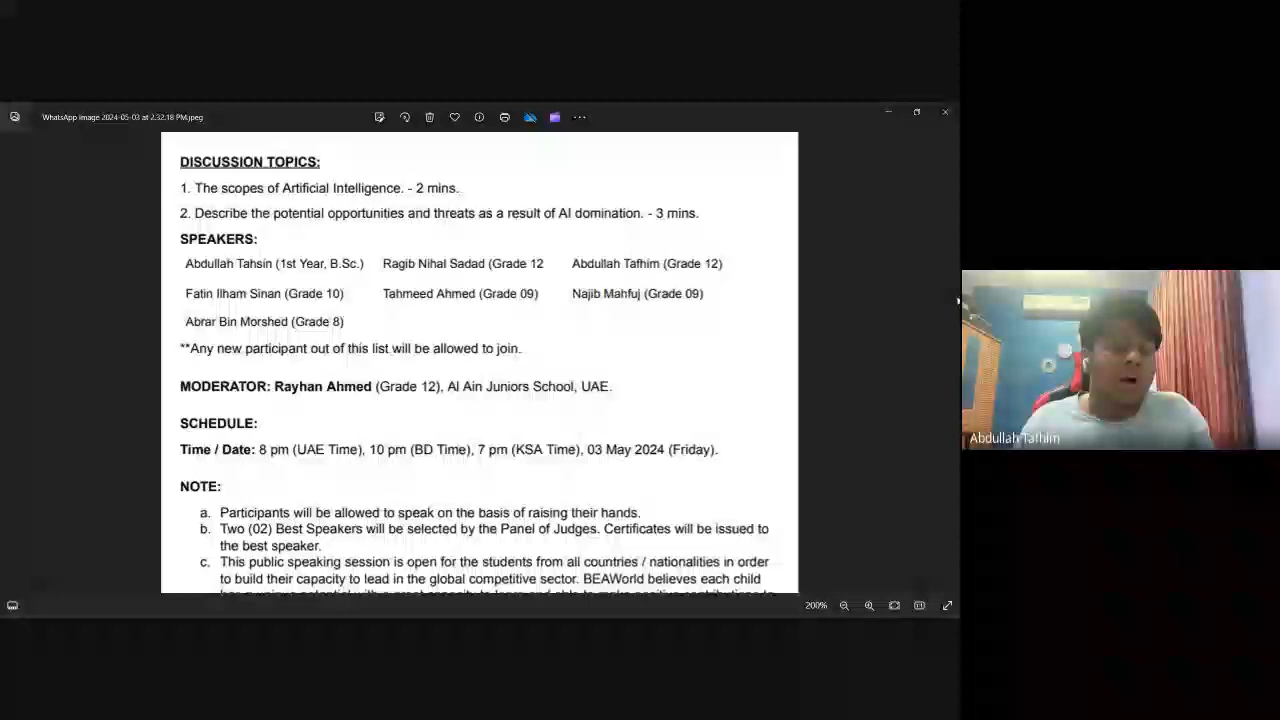 WhatsApp Image 2024-05-03 at 2.32.18 PM.jpeg
DISCUSSION TOPICS:
1. The scopes of Artificial Intelligence. - 2 mins.
2. Describe the potential opportunities and threats as a result of AI domination. - 3 mins.
SPEAKERS:
Abdullah Tahsin (1st Year, B.Sc.) Ragib Nihal Sadad (Grade 12 Abdullah Tafhim (Grade 12)
Fatin Ilham Sinan (Grade 10) Tahmeed Ahmed (Grade 09) Najib Mahfuj (Grade 09)
Abrar Bin Morshed (Grade 8)
**Any new participant out of this list will be allowed to join.
MODERATOR: Rayhan Ahmed (Grade 12), Al Ain Juniors School, UAE.
SCHEDULE:
Time / Date: 8 pm (UAE Time), 10 pm (BD Time), 7 pm (KSA Time), 03 May 2024 (Friday).
NOTE:
a. Participants will be allowed to speak on the basis of raising their hands.
b. Two (02) Best Speakers will be selected by the Panel of Judges. Certificates will be issued to
the best speaker.
c. This public speaking session is open for the students from all countries / nationalities in order
to build their capacity to lead in the global competitive sector. BEAWorld believes each child
200%
Abdullah Tafhim